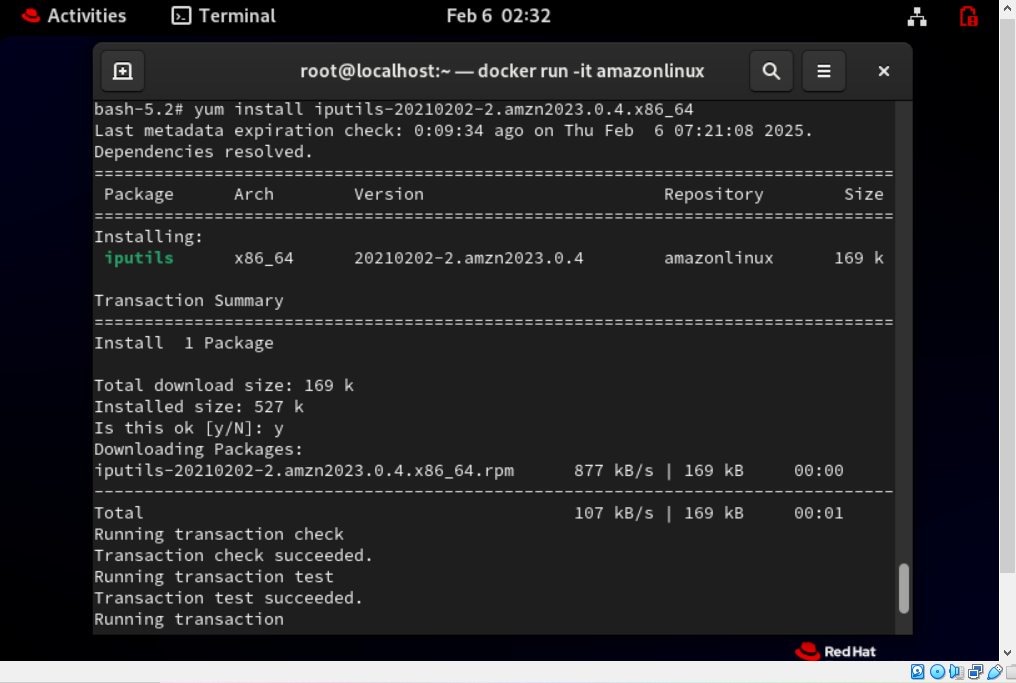 Activities Terminal Feb 6 02:32
root@localhost:~ — docker run -it amazonlinux
bash-5.2# yum install iputils-20210202-2.amzn2023.0.4.x86_64
Last metadata expiration check: 0:09:34 ago on Thu Feb  6 07:21:08 2025.
Dependencies resolved.
================================================================================
 Package      Arch        Version                        Repository        Size
================================================================================
Installing:
 iputils      x86_64      20210202-2.amzn2023.0.4        amazonlinux      169 k

Transaction Summary
================================================================================
Install  1 Package

Total download size: 169 k
Installed size: 527 k
Is this ok [y/N]: y
Downloading Packages:
iputils-20210202-2.amzn2023.0.4.x86_64.rpm      877 kB/s | 169 kB     00:00
--------------------------------------------------------------------------------
Total                                           107 kB/s | 169 kB     00:01
Running transaction check
Transaction check succeeded.
Running transaction test
Transaction test succeeded.
Running transaction
Red Hat